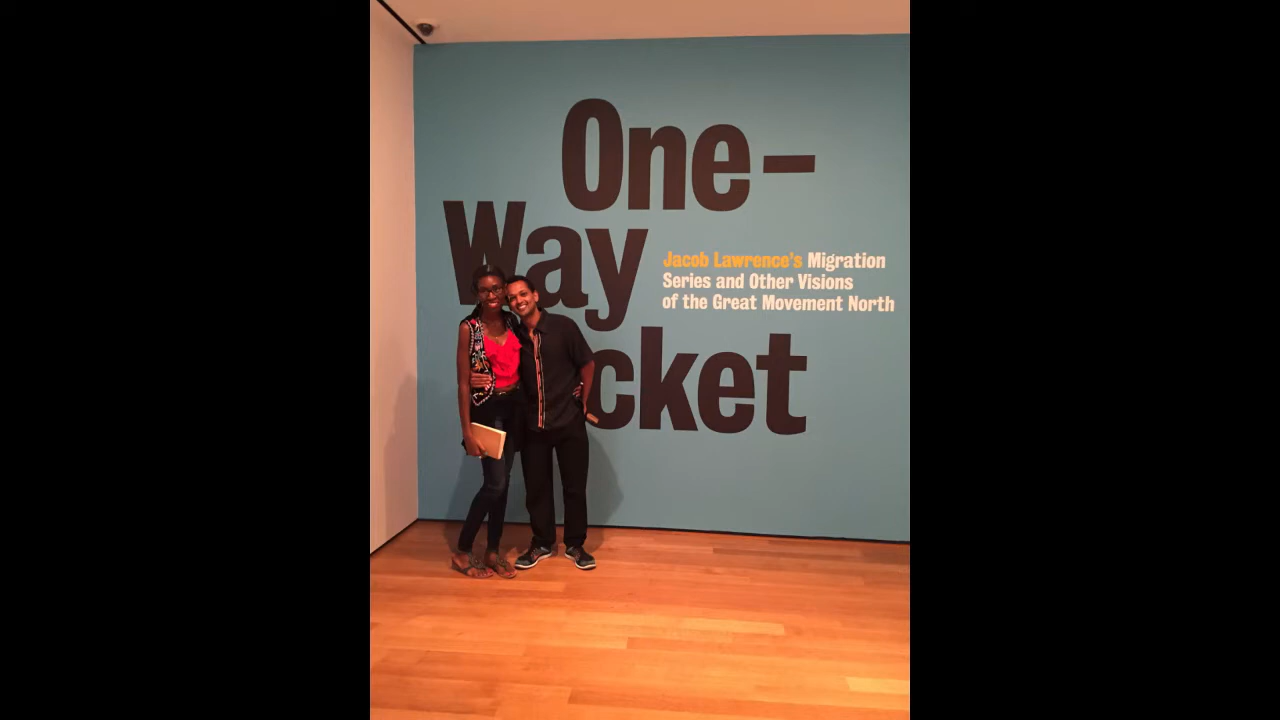 One-
Way
cket
Jacob Lawrence's Migration
Series and Other Visions
of the Great Movement North